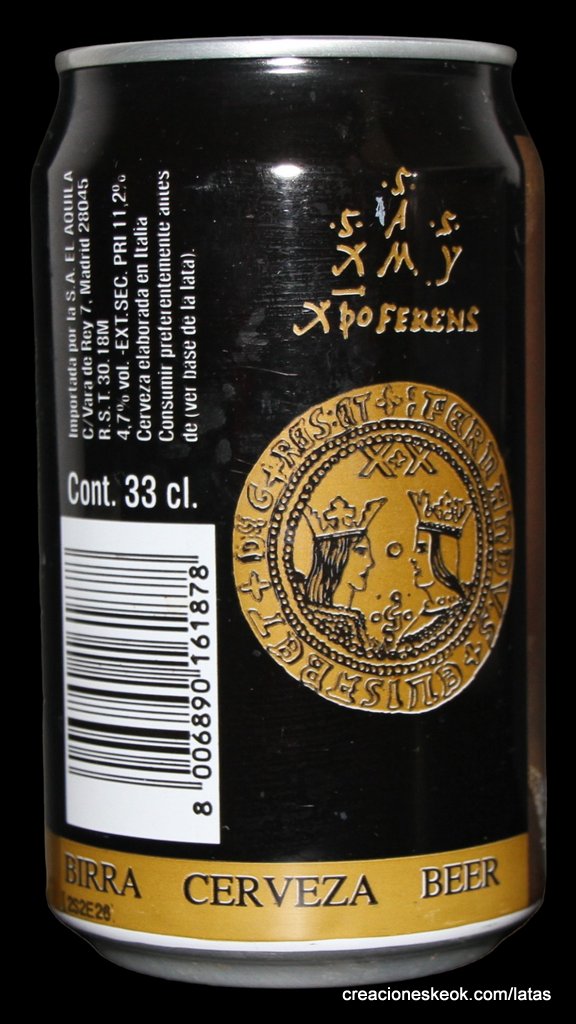 Importada por la S.A. EL AGUILA
C/Vara de Rey 7. Madrid 28045
R.S.T. 30. 18M
4,7% vol. -EXT.SEC. PRI 11,2%
Cerveza elaborada en Italia
Consumir preferentemente antes
de (ver base de la lata).
Cont. 33 cl.
8 006890 161878
.S.
.S. A S.
X M Y
XþOFERENS
BIRRA CERVEZA BEER
creacioneskeok.com/latas